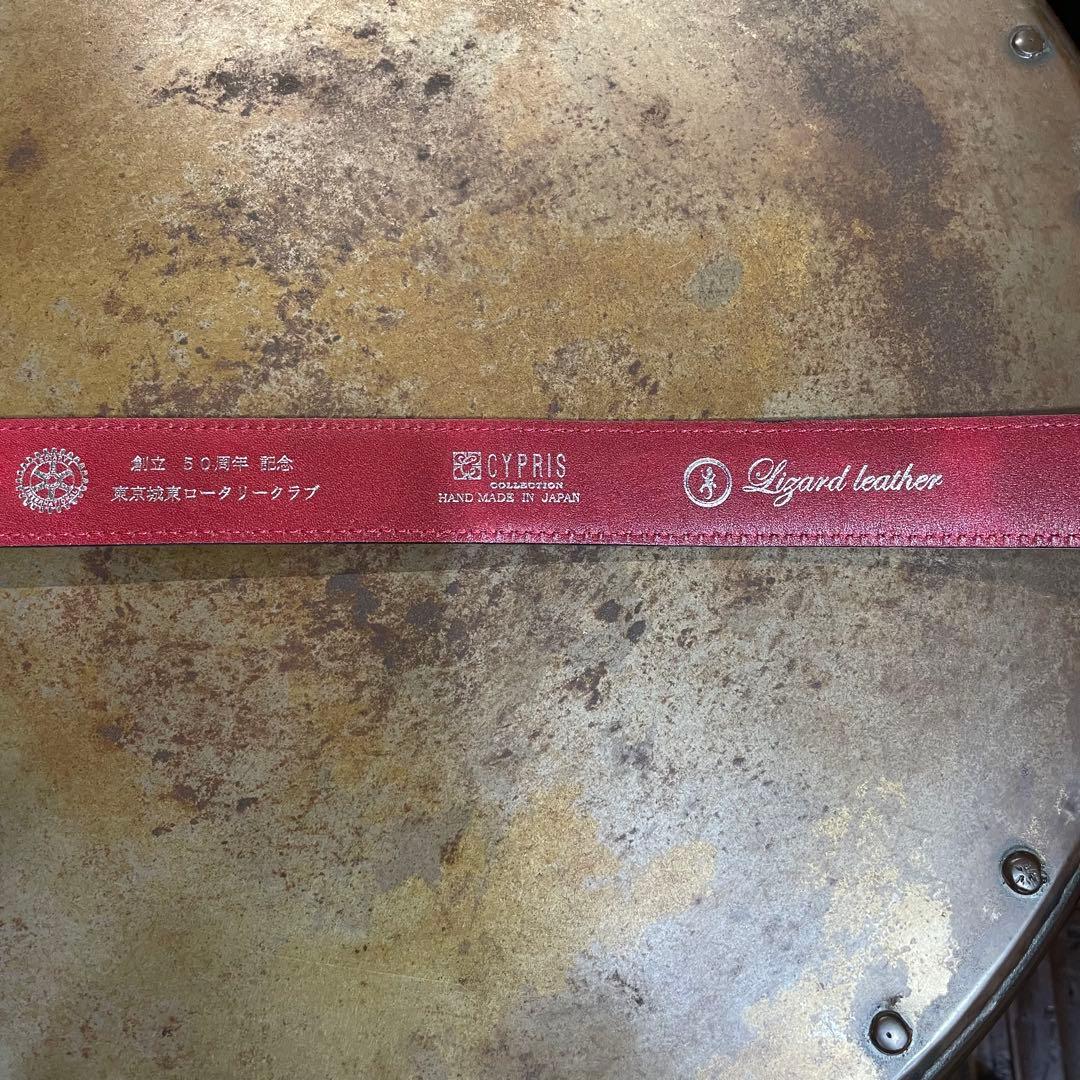 創立 50周年 記念
東京城東ロータリークラブ
CYPRIS
COLLECTION
HAND MADE IN JAPAN
Lizard leather